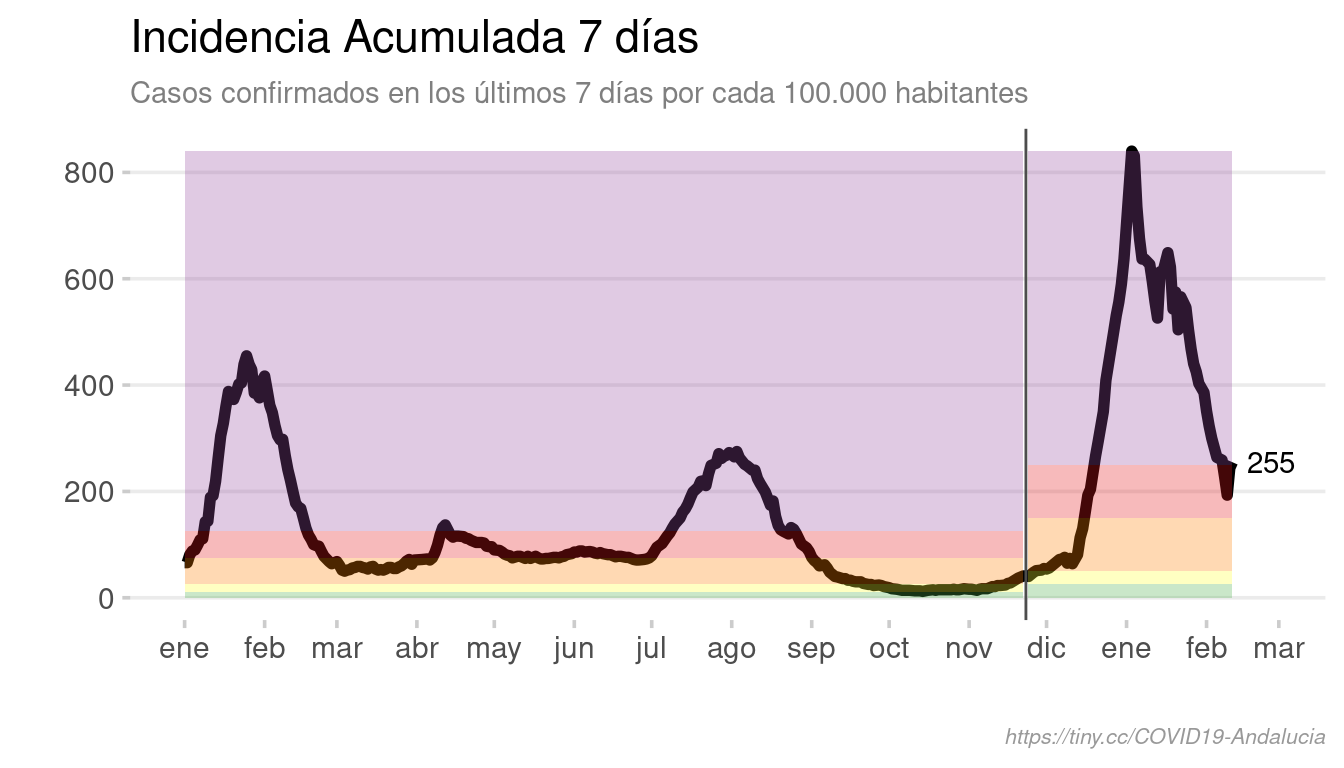 Incidencia Acumulada 7 días
Casos confirmados en los últimos 7 días por cada 100.000 habitantes
800
600
400
200
0
255
ene feb mar abr may jun jul ago sep oct nov dic ene feb mar
https://tiny.cc/COVID19-Andalucia